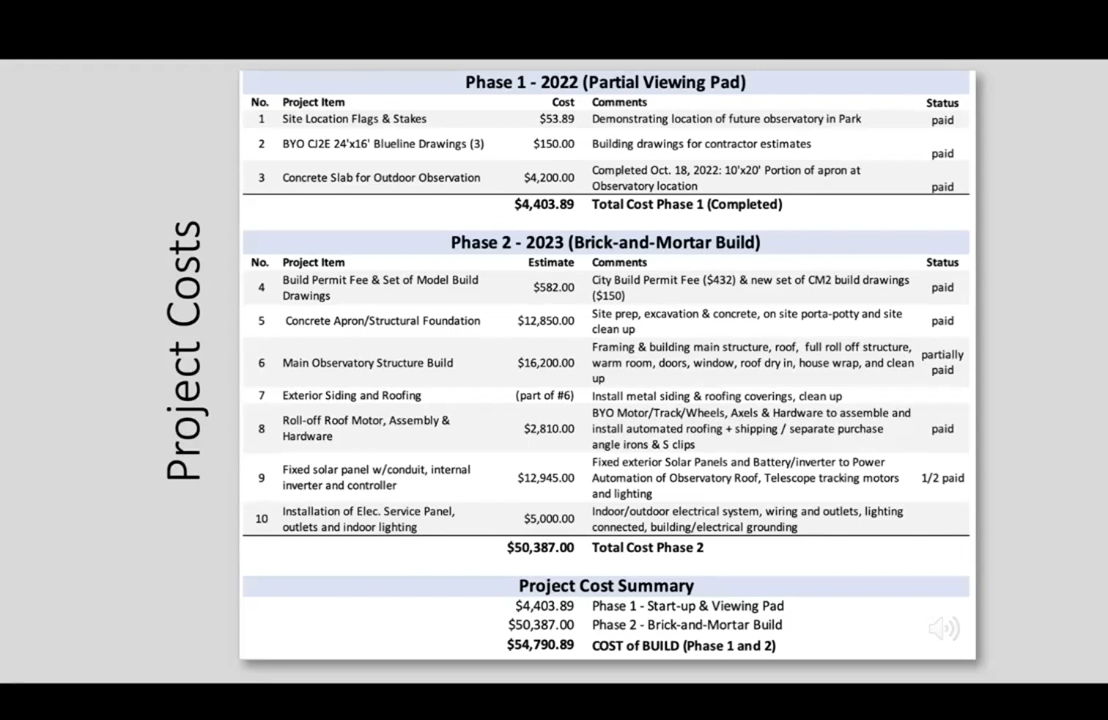 Project Costs
Phase 1 - 2022 (Partial Viewing Pad)
No. Project Item Cost Comments Status
1 Site Location Flags & Stakes $53.89 Demonstrating location of future observatory in Park paid
2 BYO CJ2E 24'x16' Blueline Drawings (3) $150.00 Building drawings for contractor estimates paid
3 Concrete Slab for Outdoor Observation $4,200.00 Completed Oct. 18, 2022: 10'x20' Portion of apron at
Observatory location paid
$4,403.89 Total Cost Phase 1 (Completed)
Phase 2 - 2023 (Brick-and-Mortar Build)
No. Project Item Estimate Comments Status
4 Build Permit Fee & Set of Model Build
Drawings $582.00 City Build Permit Fee ($432) & new set of CM2 build drawings
($150) paid
5 Concrete Apron/Structural Foundation $12,850.00 Site prep, excavation & concrete, on site porta-potty and site
clean up paid
6 Main Observatory Structure Build $16,200.00 Framing & building main structure, roof, full roll off structure,
warm room, doors, window, roof dry in, house wrap, and clean
up partially
paid
7 Exterior Siding and Roofing (part of #6) Install metal siding & roofing coverings, clean up
8 Roll-off Roof Motor, Assembly &
Hardware $2,810.00 BYO Motor/Track/Wheels, Axels & Hardware to assemble and
install automated roofing + shipping / separate purchase
angle irons & S clips paid
9 Fixed solar panel w/conduit, internal
inverter and controller $12,945.00 Fixed exterior Solar Panels and Battery/inverter to Power
Automation of Observatory Roof, Telescope tracking motors
and lighting 1/2 paid
10 Installation of Elec. Service Panel,
outlets and indoor lighting $5,000.00 Indoor/outdoor electrical system, wiring and outlets, lighting
connected, building/electrical grounding
$50,387.00 Total Cost Phase 2
Project Cost Summary
$4,403.89 Phase 1 - Start-up & Viewing Pad
$50,387.00 Phase 2 - Brick-and-Mortar Build
$54,790.89 COST of BUILD (Phase 1 and 2)